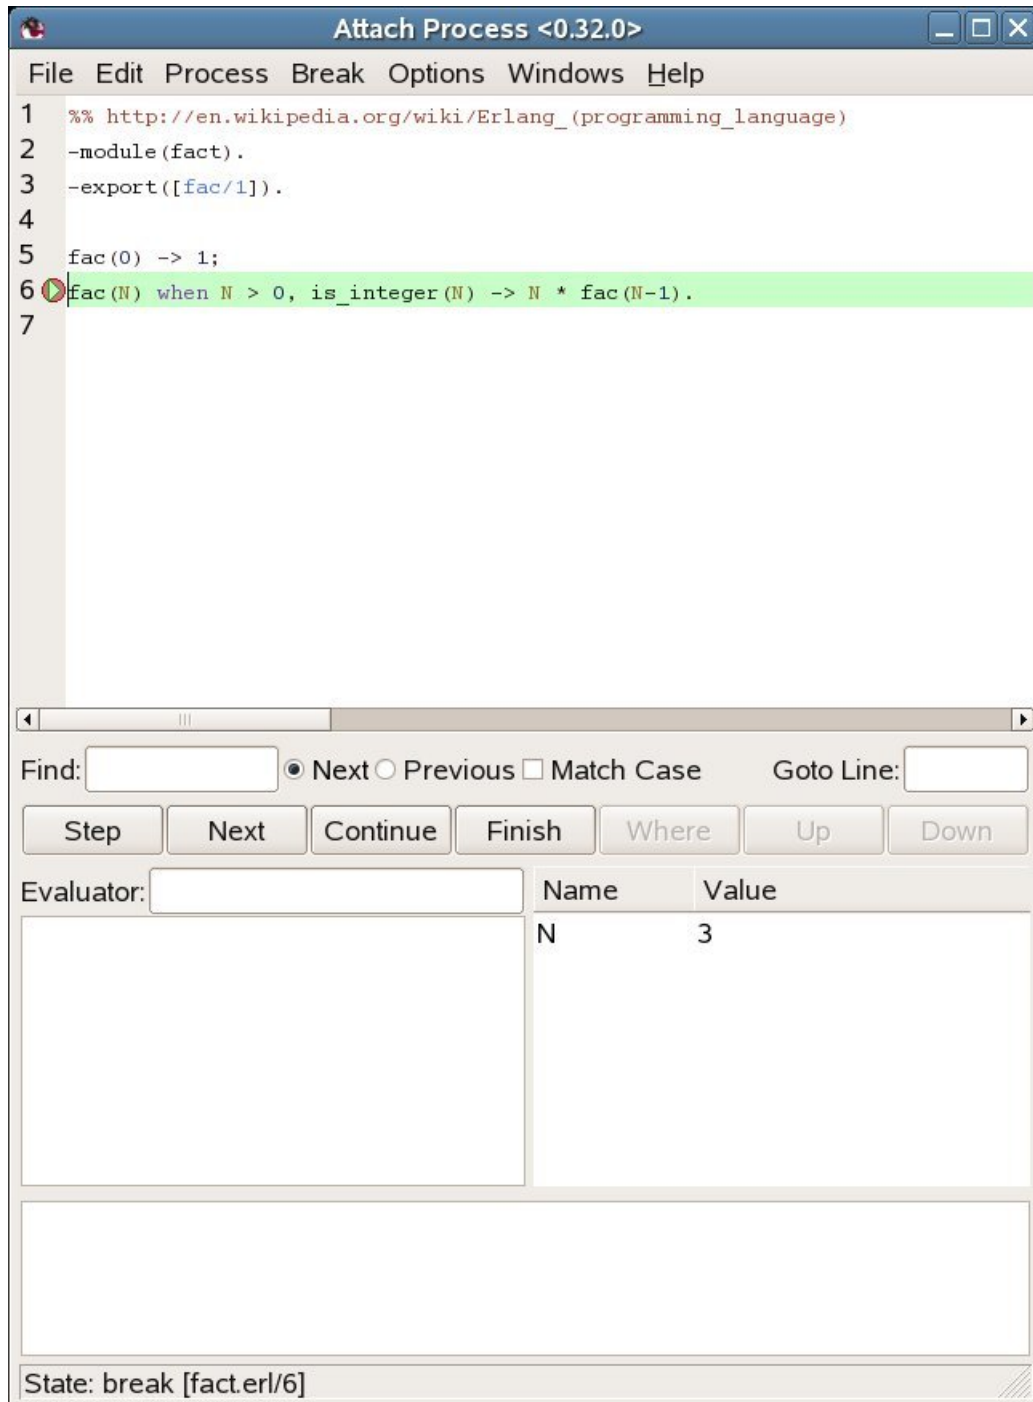 Attach Process <0.32.0>
File Edit Process Break Options Windows Help
1 %% http://en.wikipedia.org/wiki/Erlang_(programming_language)
2 -module(fact).
3 -export([fac/1]).
4
5 fac(0) -> 1;
6 fac(N) when N > 0, is_integer(N) -> N * fac(N-1).
7
Find: Next Previous Match Case Goto Line:
Step Next Continue Finish Where Up Down
Evaluator: Name Value
N 3
State: break [fact.erl/6]